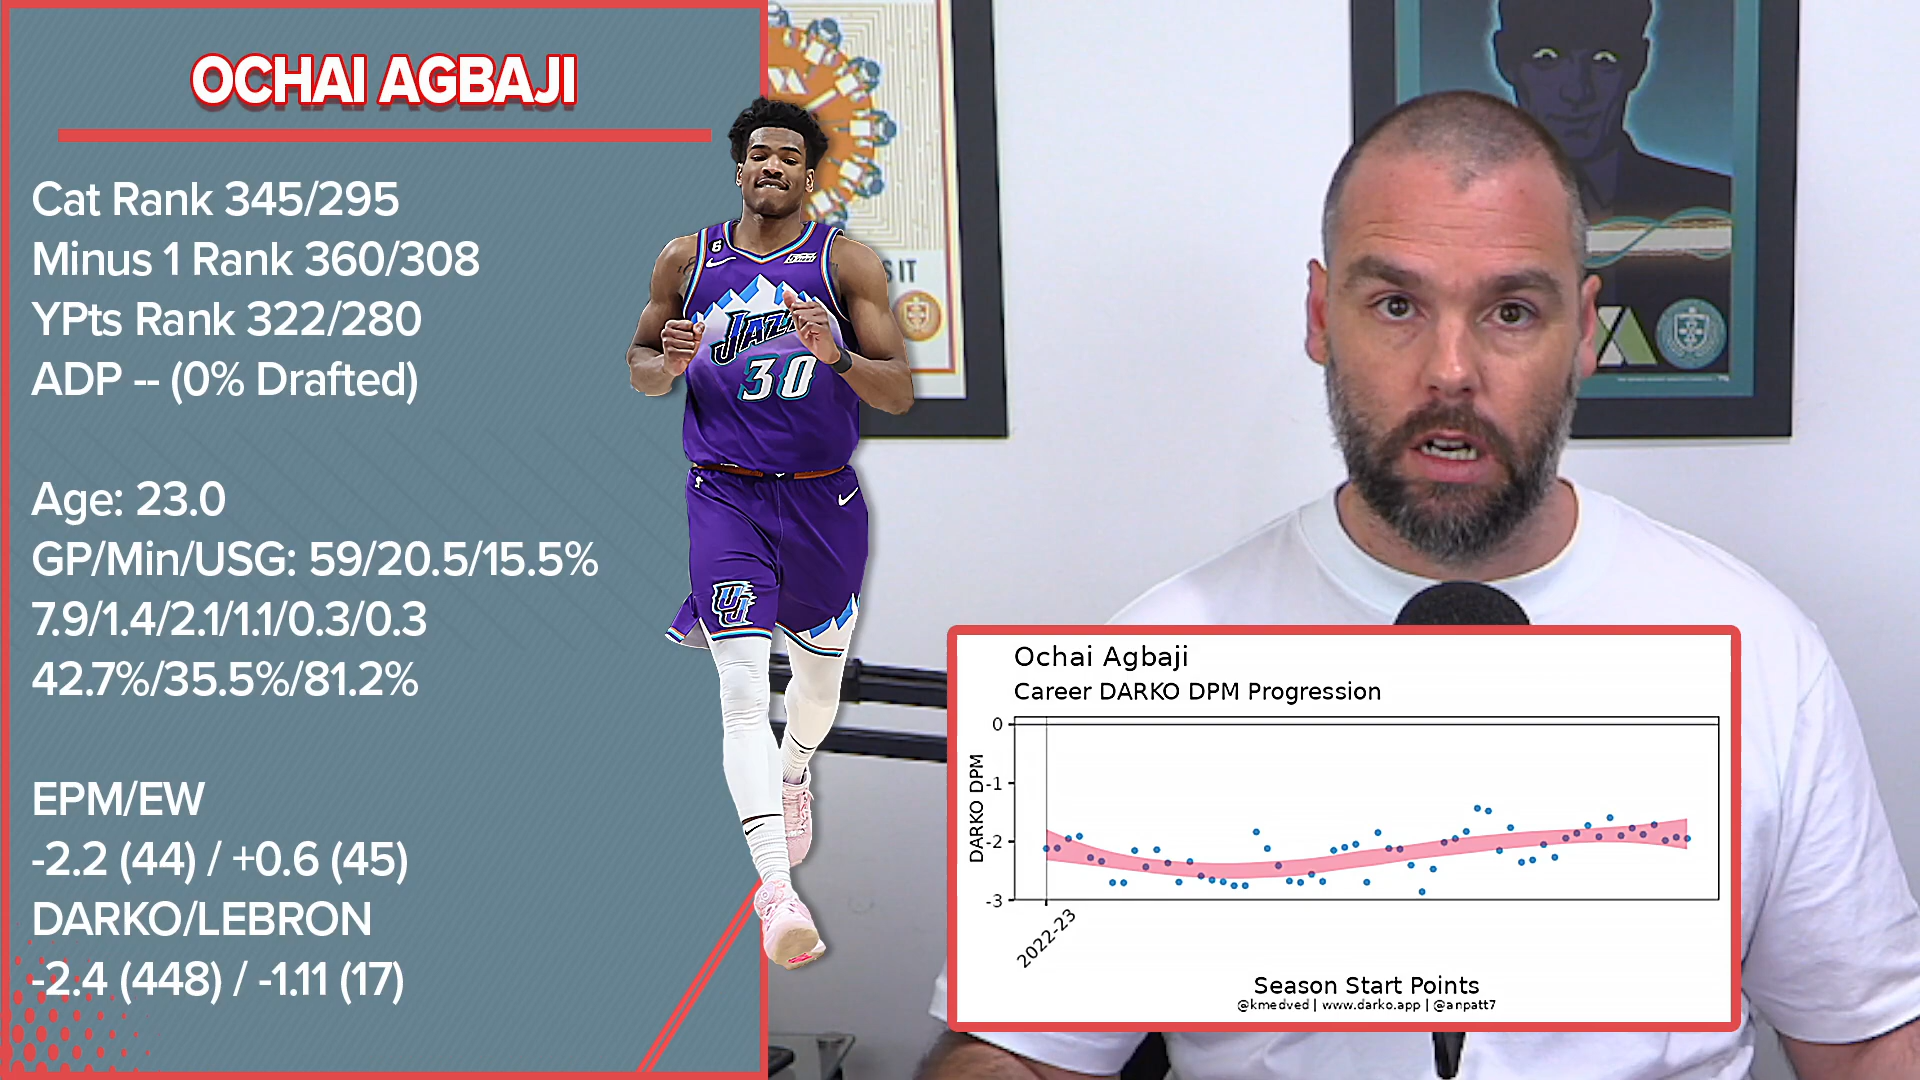 OCHAI AGBAJI
Cat Rank 345/295
Minus 1 Rank 360/308
YPts Rank 322/280
ADP -- (0% Drafted)
Age: 23.0
GP/Min/USG: 59/20.5/15.5%
7.9/1.4/2.1/1.1/0.3/0.3
42.7%/35.5%/81.2%
EPM/EW
-2.2 (44) / +0.6 (45)
DARKO/LEBRON
-2.4 (448) / -1.11 (17)
6
JAZZ
30
UJ
S IT
Ochai Agbaji
Career DARKO DPM Progression
DARKO DPM
0
-1
-2
-3
2022-23
Season Start Points
@kmedved | www.darko.app | @anpatt7